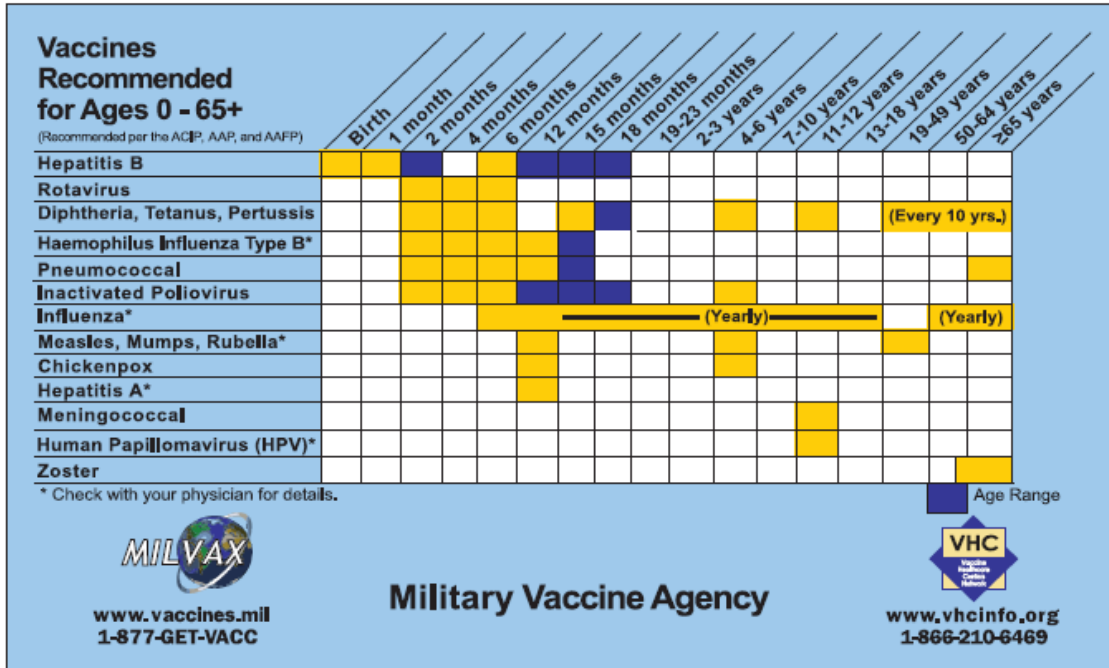 Vaccines
Recommended
for Ages 0 - 65+
(Recommended per the ACIP, AAP, and AAFP)
Birth
1 month
2 months
4 months
6 months
12 months
15 months
18 months
19-23 months
2-3 years
4-6 years
7-10 years
11-12 years
13-18 years
19-49 years
50-64 years
≥65 years
Hepatitis B
Rotavirus
Diphtheria, Tetanus, Pertussis (Every 10 yrs.)
Haemophilus Influenza Type B*
Pneumococcal
Inactivated Poliovirus
Influenza* (Yearly) (Yearly)
Measles, Mumps, Rubella*
Chickenpox
Hepatitis A*
Meningococcal
Human Papillomavirus (HPV)*
Zoster
* Check with your physician for details.
Age Range
MILVAX
www.vaccines.mil
1-877-GET-VACC
Military Vaccine Agency
VHC
Vaccine
Healthcare
Centers
Network
www.vhcinfo.org
1-866-210-6469